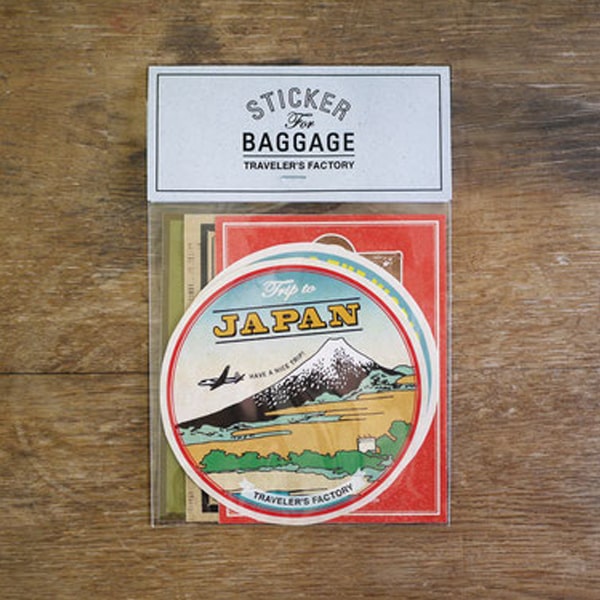 STICKER
For
BAGGAGE
TRAVELER'S FACTORY
Trip to
JAPAN
HAVE A NICE TRIP!
TRAVELER'S FACTORY